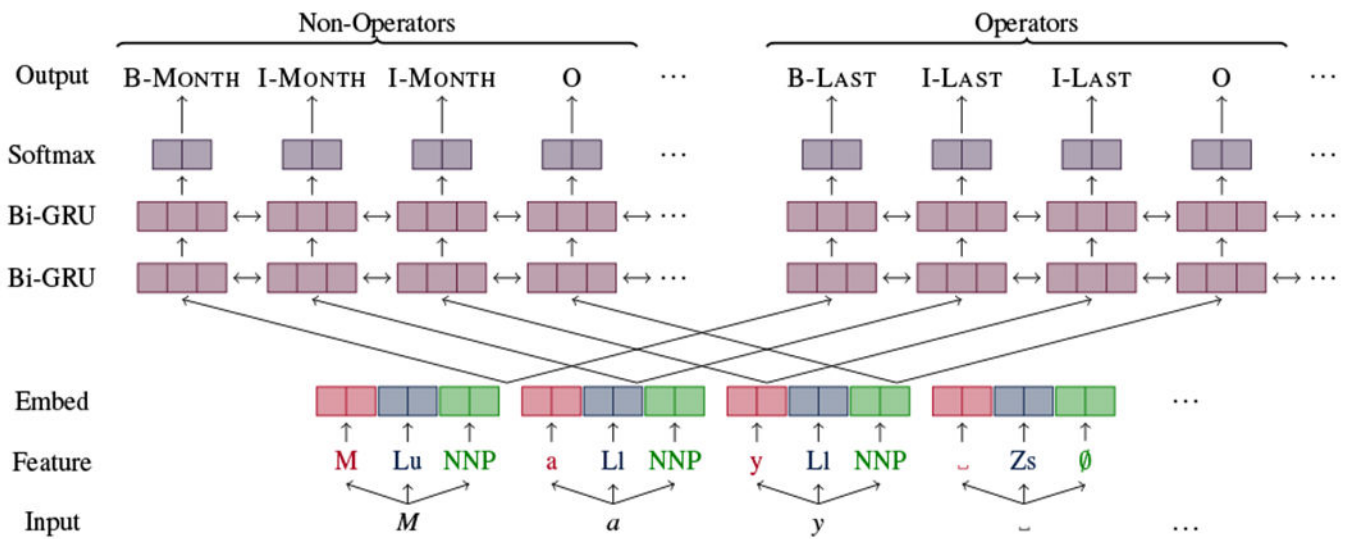 Non-Operators Operators
Output B-MONTH I-MONTH I-MONTH O ... B-LAST I-LAST I-LAST O ...
Softmax ... ...
Bi-GRU ... ...
Bi-GRU ... ...
Embed ...
Feature M Lu NNP a Ll NNP y Ll NNP ␣ Zs ∅
Input M a y ␣ ...